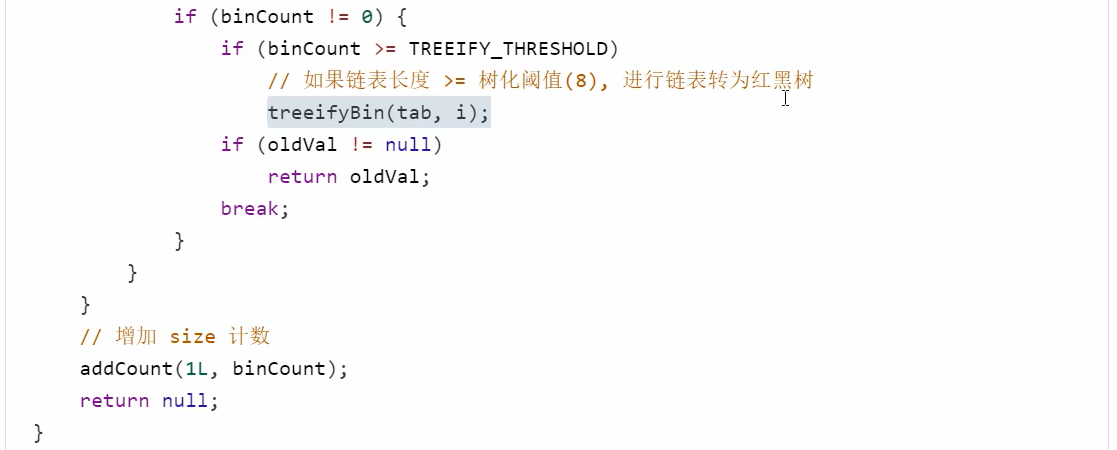 if (binCount != 0) {
if (binCount >= TREEIFY_THRESHOLD)
// 如果链表长度 >= 树化阈值(8), 进行链表转为红黑树
treeifyBin(tab, i);
if (oldVal != null)
return oldVal;
break;
}
}
}
// 增加 size 计数
addCount(1L, binCount);
return null;
}